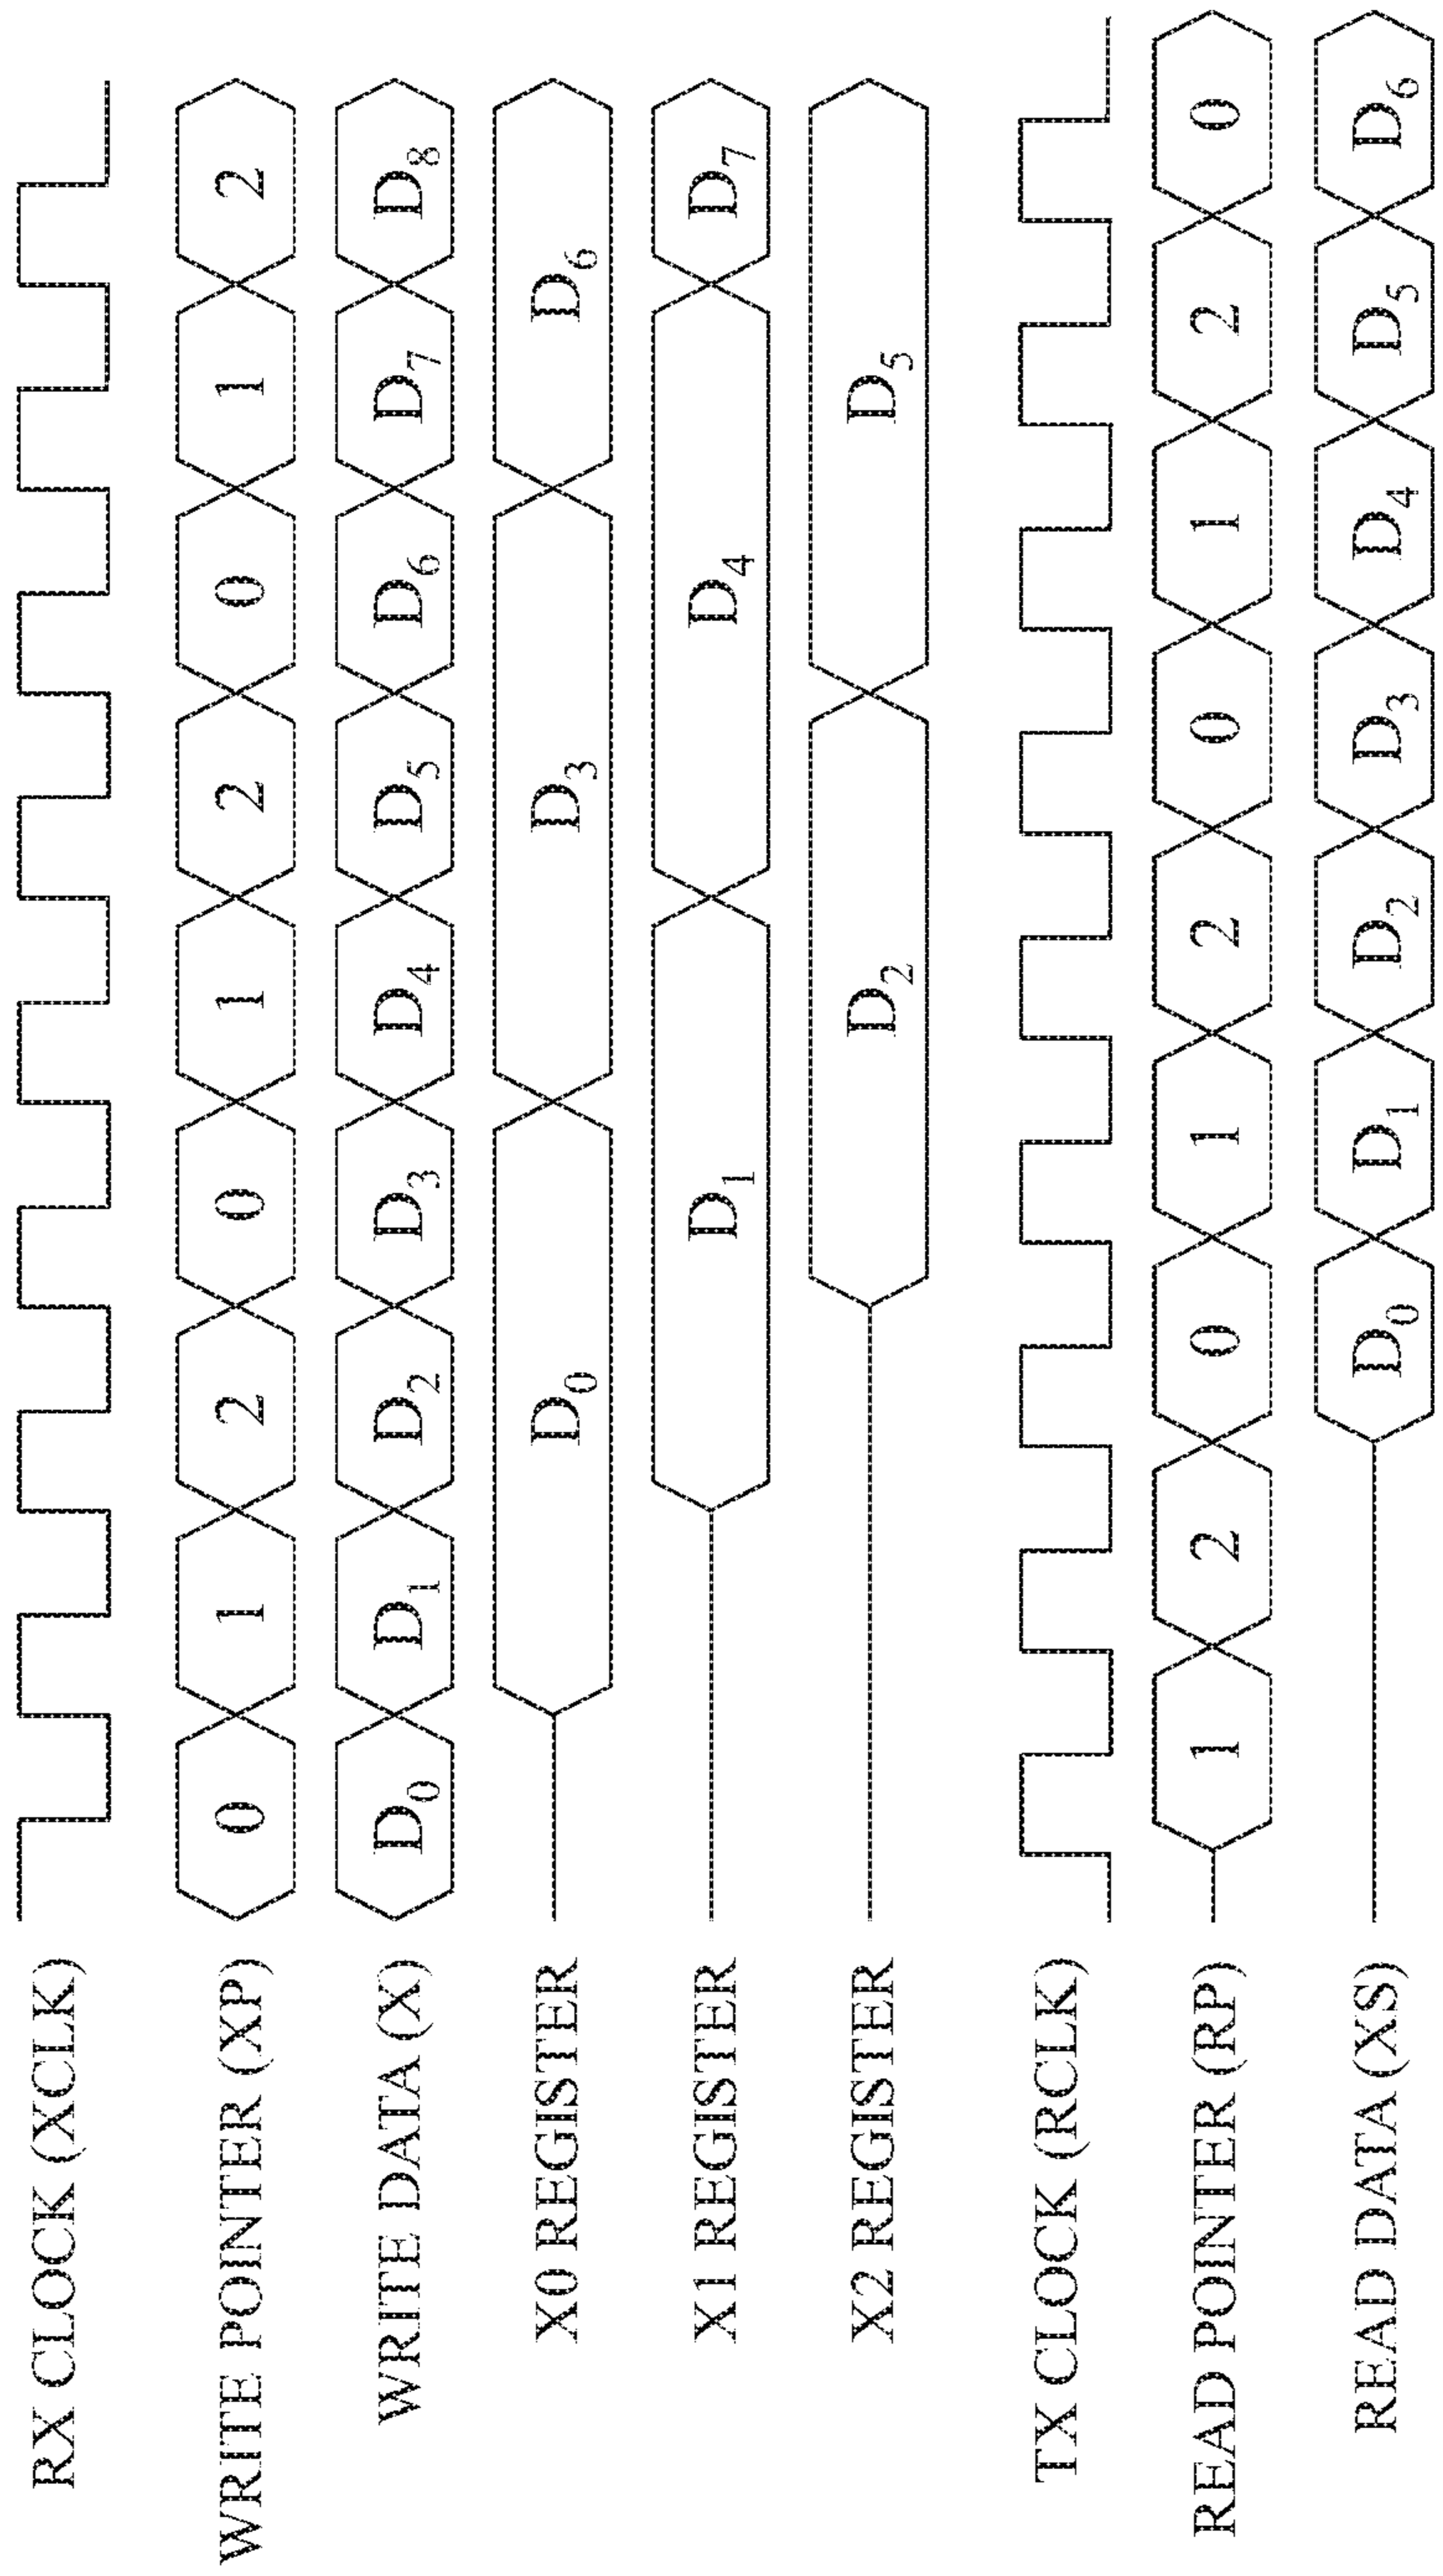 RX CLOCK (XCLK)
WRITE POINTER (XP) 0 1 2 0 1 2 0 1 2
WRITE DATA (X) D0 D1 D2 D3 D4 D5 D6 D7 D8
X0 REGISTER D0 D3 D6
X1 REGISTER D1 D4 D7
X2 REGISTER D2 D5
TX CLOCK (RCLK)
READ POINTER (RP) 1 2 0 1 2 0 1 2 0
READ DATA (XS) D0 D1 D2 D3 D4 D5 D6